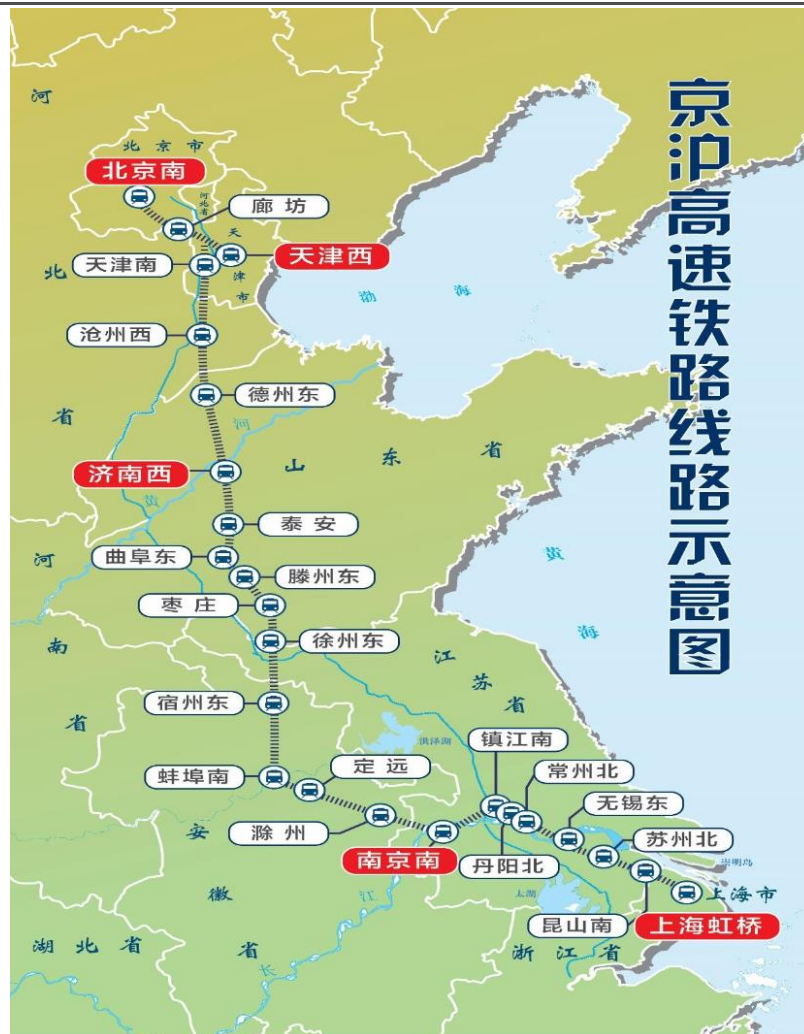 京沪高速铁路线路示意图
河
北京市
北京南
河北省
廊坊
天
天津西
津
市
天津南
北
渤海
沧州西
德州东
省
河
济南西
山东省
黄
泰安
曲阜东
黄
河
滕州东
枣庄
海
徐州东
南
江
苏
省
宿州东
省
镇江南
洪泽湖
蚌埠南
定远
常州北
无锡东
滁州
安
苏州北
南京南
丹阳北
崇明岛
徽
江
太湖
上海市
昆山南
上海虹桥
湖北省
省
浙江省
长